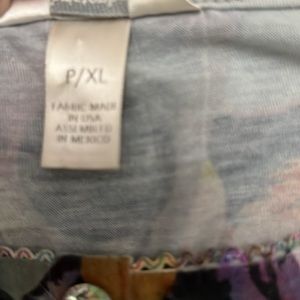 P/XL
FABRIC MADE
IN USA
ASSEMBLED
IN MEXICO